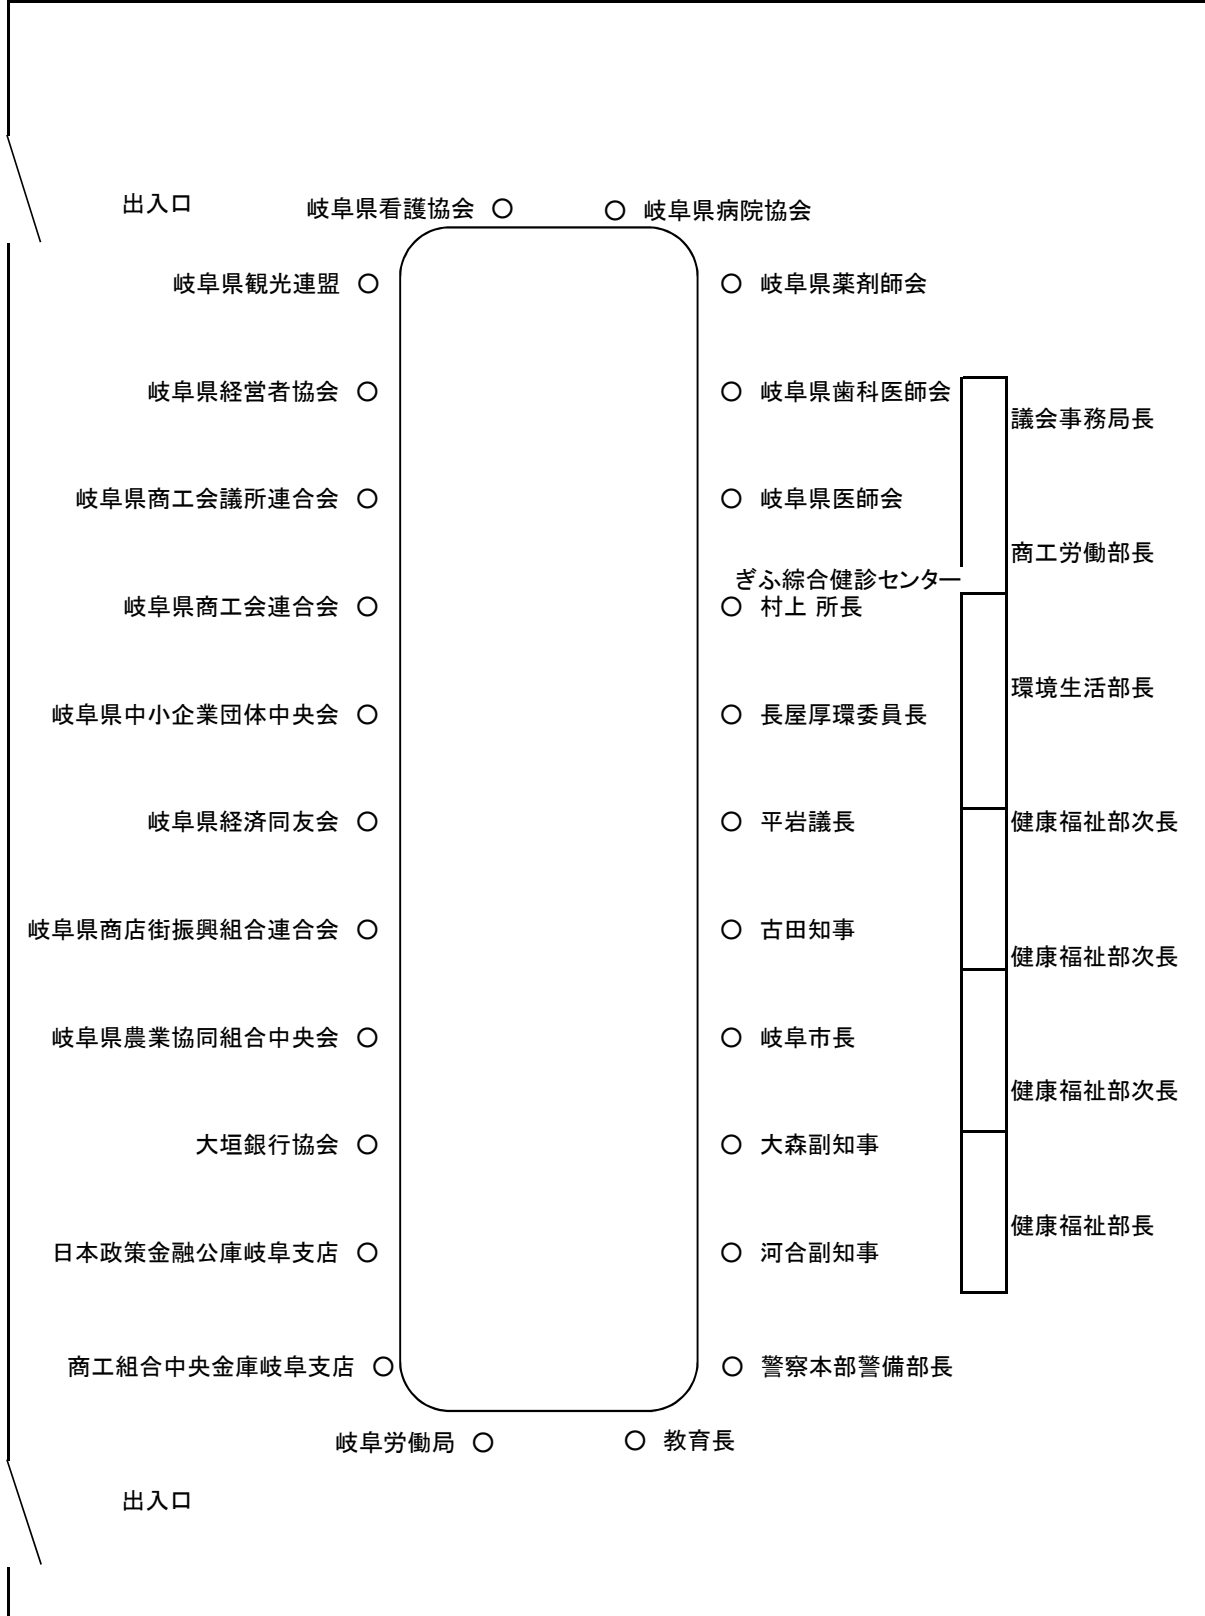 出入口
岐阜県看護協会 ○
○ 岐阜県病院協会
岐阜県観光連盟 ○
○ 岐阜県薬剤師会
岐阜県経営者協会 ○
○ 岐阜県歯科医師会
議会事務局長
岐阜県商工会議所連合会 ○
○ 岐阜県医師会
商工労働部長
ぎふ綜合健診センター
岐阜県商工会連合会 ○
○ 村上 所長
環境生活部長
岐阜県中小企業団体中央会 ○
○ 長屋厚環委員長
岐阜県経済同友会 ○
○ 平岩議長
健康福祉部次長
岐阜県商店街振興組合連合会 ○
○ 古田知事
健康福祉部次長
岐阜県農業協同組合中央会 ○
○ 岐阜市長
健康福祉部次長
大垣銀行協会 ○
○ 大森副知事
健康福祉部長
日本政策金融公庫岐阜支店 ○
○ 河合副知事
商工組合中央金庫岐阜支店 ○
○ 警察本部警備部長
岐阜労働局 ○
○ 教育長
出入口